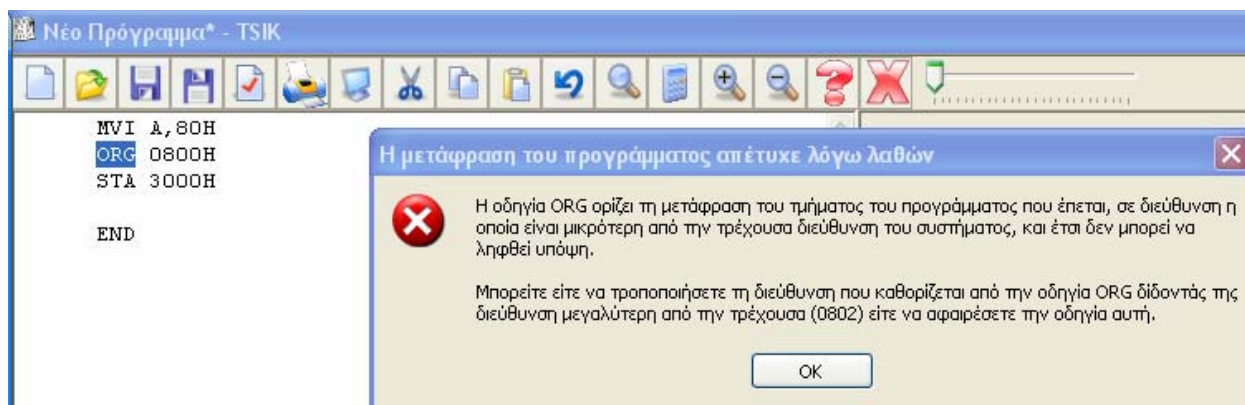 Νέο Πρόγραμμα* - TSIK
MVI A,80H
ORG 0800H
STA 3000H
END
Η μετάφραση του προγράμματος απέτυχε λόγω λαθών
Η οδηγία ORG ορίζει τη μετάφραση του τμήματος του προγράμματος που έπεται, σε διεύθυνση η
οποία είναι μικρότερη από την τρέχουσα διεύθυνση του συστήματος, και έτσι δεν μπορεί να
ληφθεί υπόψη.
Μπορείτε είτε να τροποποιήσετε τη διεύθυνση που καθορίζεται από την οδηγία ORG δίδοντάς της
διεύθυνση μεγαλύτερη από την τρέχουσα (0802) είτε να αφαιρέσετε την οδηγία αυτή.
OK